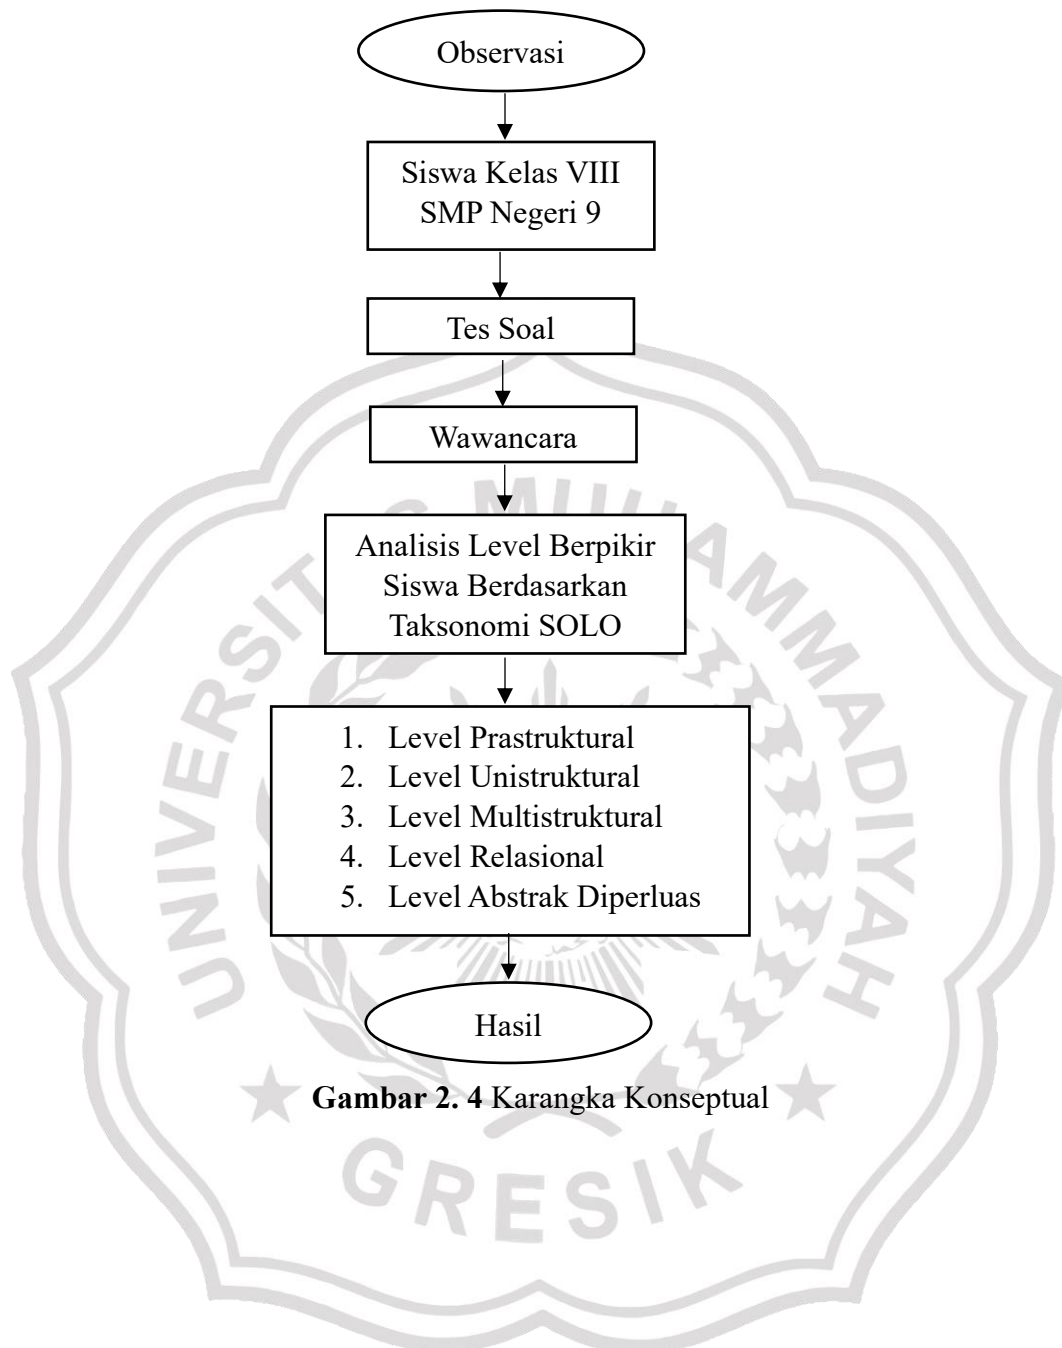 Observasi
Siswa Kelas VIII
SMP Negeri 9
Tes Soal
Wawancara
Analisis Level Berpikir
Siswa Berdasarkan
Taksonomi SOLO
1. Level Prastruktural
2. Level Unistruktural
3. Level Multistruktural
4. Level Relasional
5. Level Abstrak Diperluas
Hasil
Gambar 2. 4 Karangka Konseptual
MUHAMMADIYAH
GRESIK